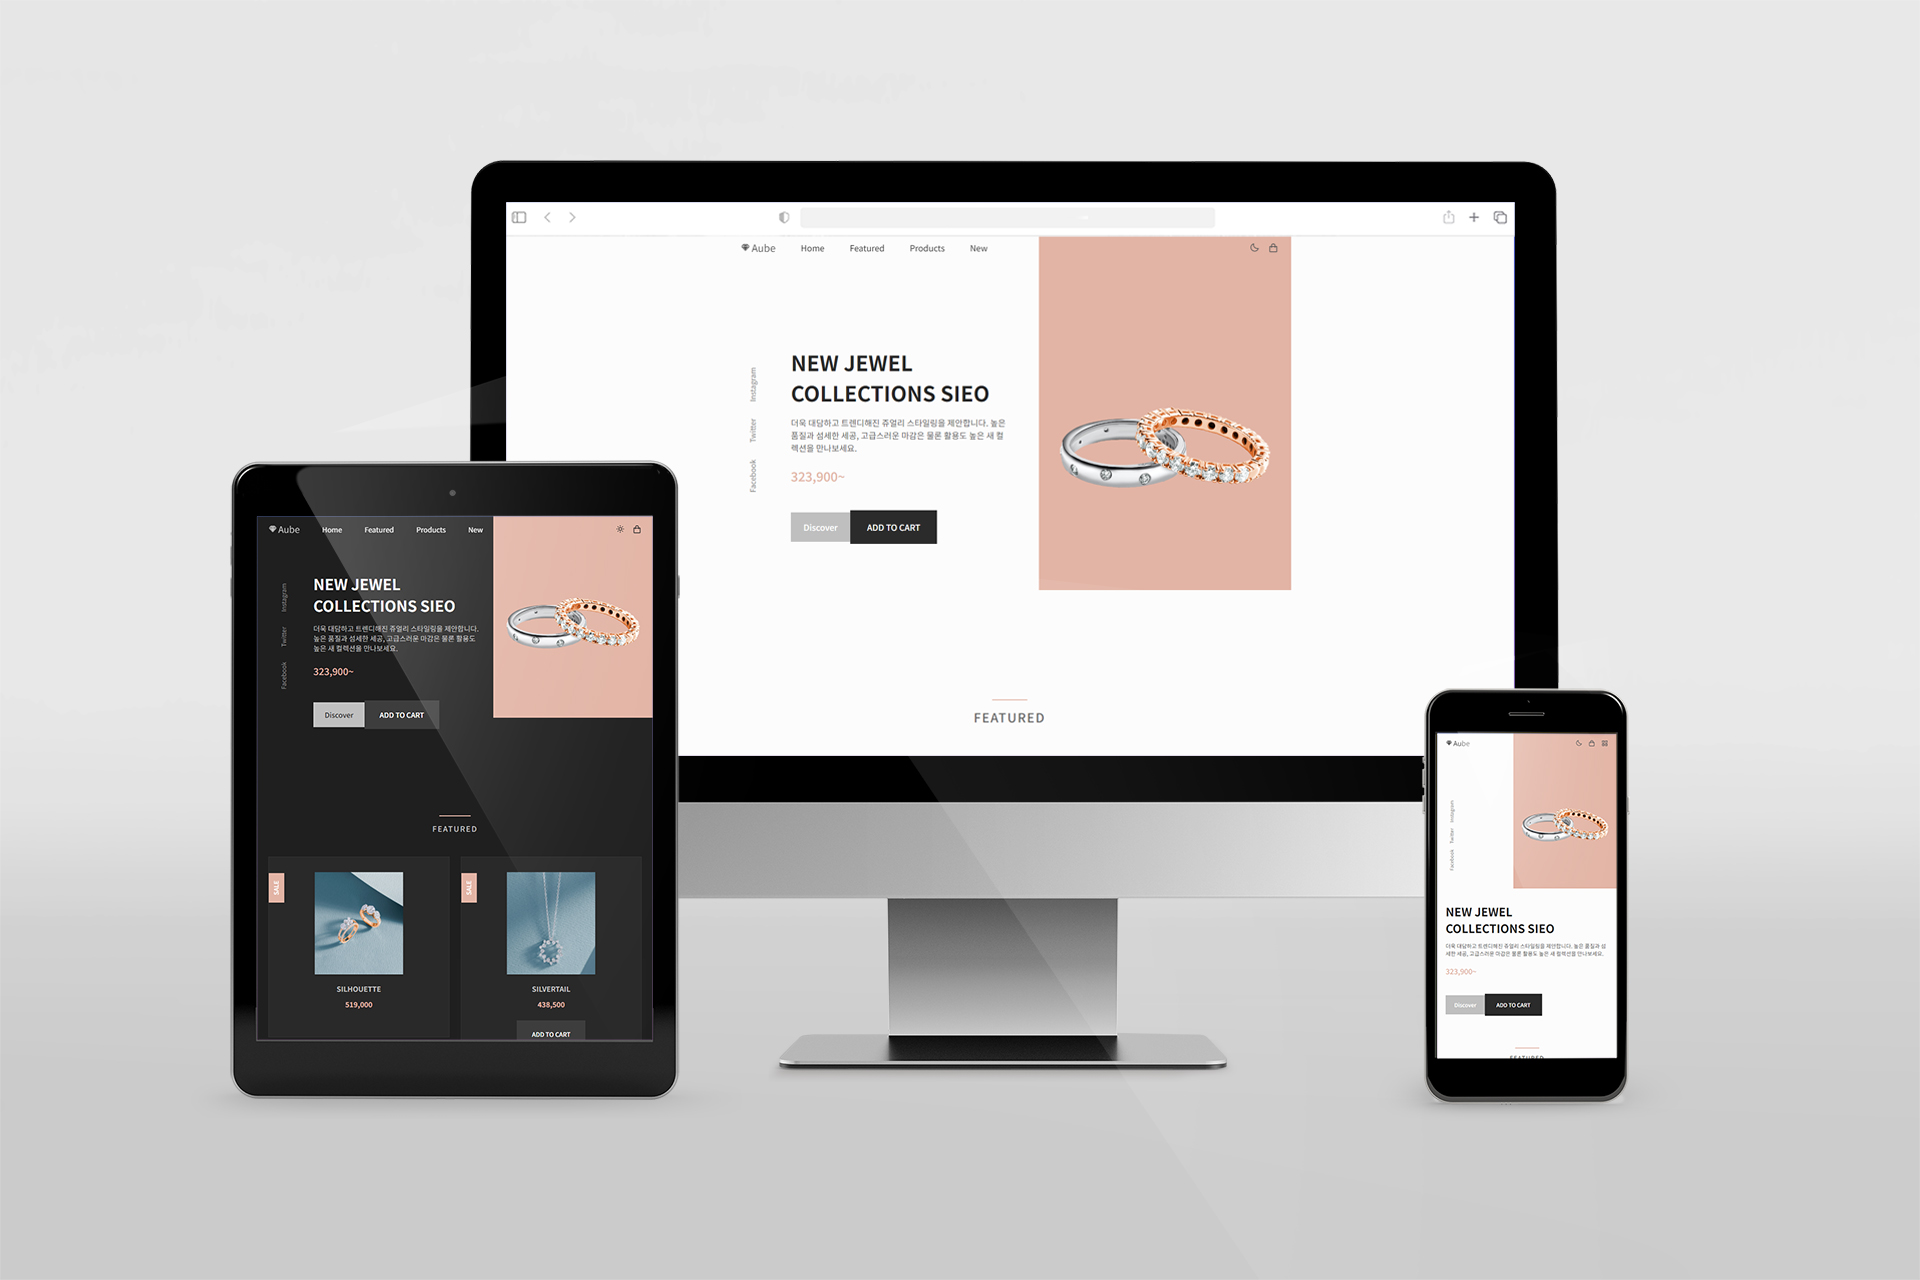 Aube Home Featured Products New
Instagram
Twitter
Facebook
NEW JEWEL
COLLECTIONS SIEO
더욱 대담하고 트렌디해진 쥬얼리 스타일링을 제안합니다. 높은
품질과 섬세한 세공, 고급스러운 마감은 물론 활용도 높은 새 컬
렉션을 만나보세요.
323,900~
Discover ADD TO CART
FEATURED
Aube Home Featured Products New
Instagram
Twitter
Facebook
NEW JEWEL
COLLECTIONS SIEO
더욱 대담하고 트렌디해진 쥬얼리 스타일링을 제안합니다.
높은 품질과 섬세한 세공, 고급스러운 마감은 물론 활용도
높은 새 컬렉션을 만나보세요.
323,900~
Discover ADD TO CART
FEATURED
SALE
SILHOUETTE
519,000
SALE
SILVERTAIL
438,500
ADD TO CART
Aube
Instagram
Twitter
Facebook
NEW JEWEL
COLLECTIONS SIEO
더욱 대담하고 트렌디해진 쥬얼리 스타일링을 제안합니다. 높은 품질과 섬
세한 세공, 고급스러운 마감은 물론 활용도 높은 새 컬렉션을 만나보세요.
323,900~
Discover ADD TO CART
FEATURED